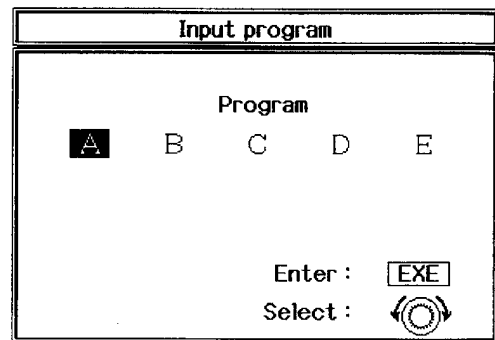 Input program
Program
A B C D E
Enter : EXE
Select :